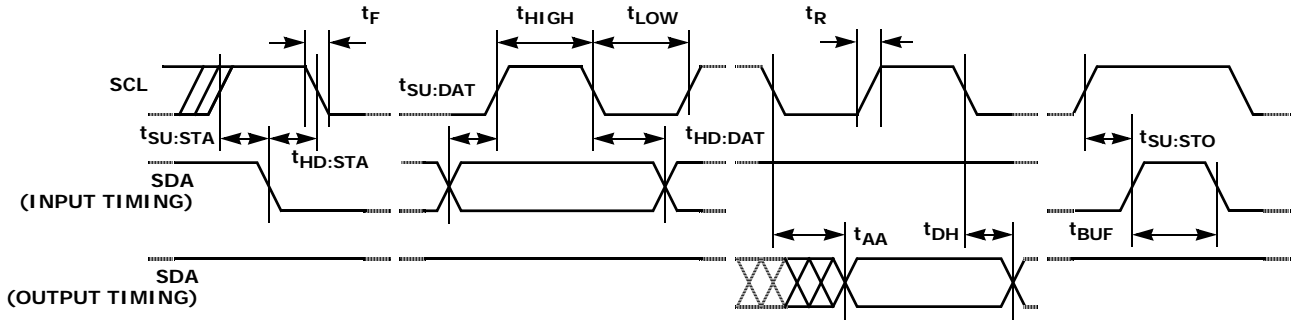 tF
tHIGH
tLOW
tR
SCL
tSU:DAT
tSU:STA
tHD:STA
tHD:DAT
tSU:STO
SDA
(INPUT TIMING)
tAA
tDH
tBUF
SDA
(OUTPUT TIMING)